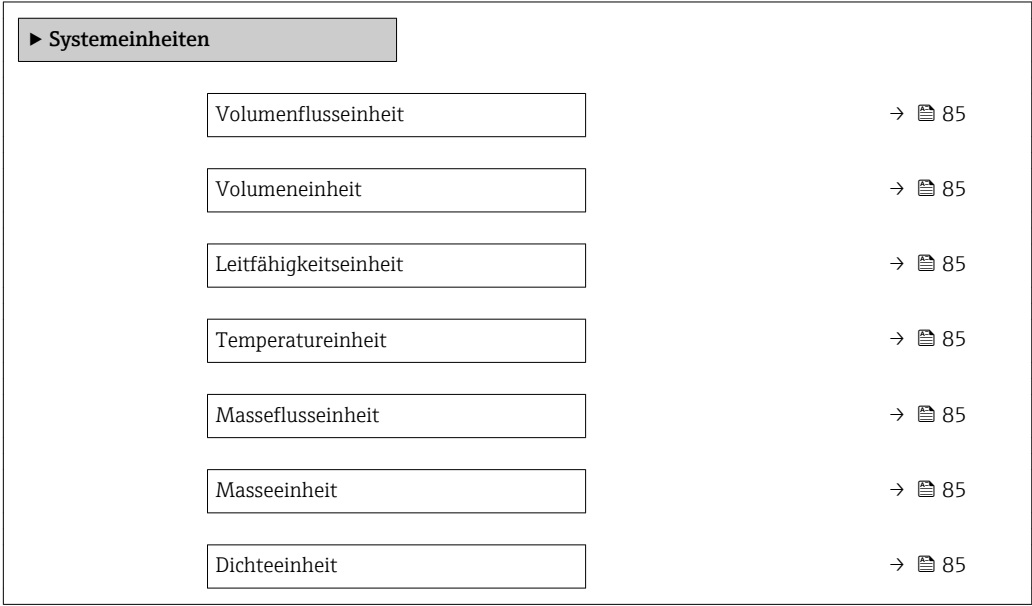 ► Systemeinheiten
Volumenflusseinheit → 85
Volumeneinheit → 85
Leitfähigkeitseinheit → 85
Temperatureinheit → 85
Masseflusseinheit → 85
Masseeinheit → 85
Dichteeinheit → 85